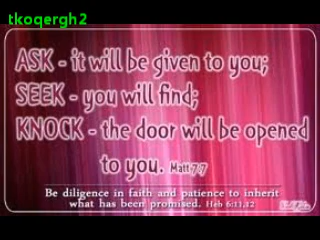 tkoqergh2
ASK - it will be given to you;
SEEK - you will find;
KNOCK - the door will be opened
to you. Matt 7:7
Be diligence in faith and patience to inherit
what has been promised. Heb 6:11,12